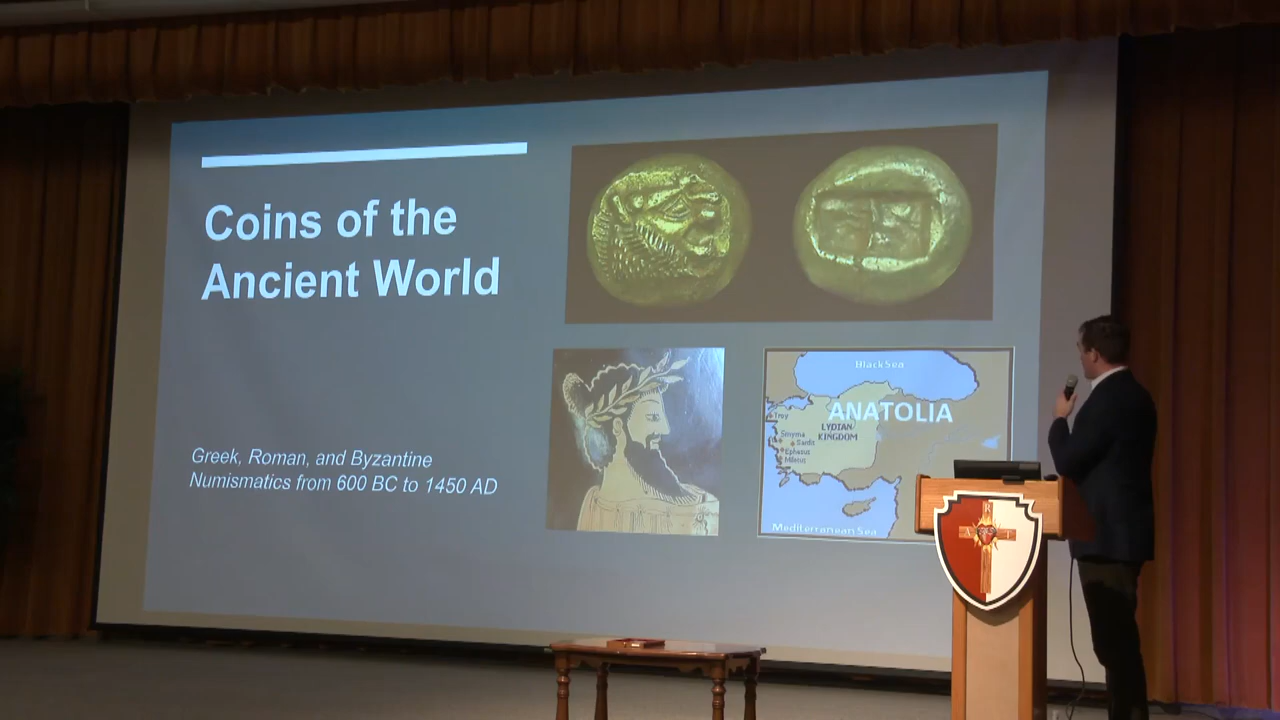 Coins of the
Ancient World
Greek, Roman, and Byzantine
Numismatics from 600 BC to 1450 AD
Black Sea
ANATOLIA
Troy
LYDIAN
KINGDOM
Smyrna
Sardis
Ephesus
Miletus
Mediterranean Sea
R
A